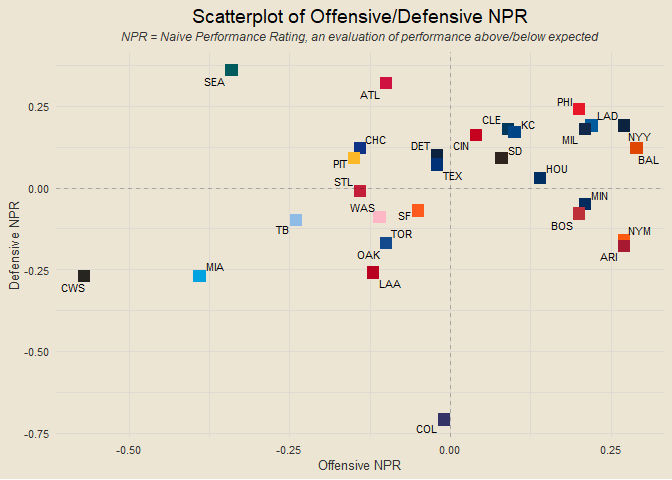 Scatterplot of Offensive/Defensive NPR
NPR = Naive Performance Rating, an evaluation of performance above/below expected
SEA
ATL
PHI
LAD
CLE
KC
NYY
MIL
CHC
DET
CIN
SD
BAL
PIT
TEX
HOU
STL
MIN
WAS
SF
BOS
TB
TOR
NYM
OAK
ARI
MIA
LAA
CWS
COL
0.25
0.00
-0.25
-0.50
-0.75
Defensive NPR
-0.50
-0.25
0.00
0.25
Offensive NPR